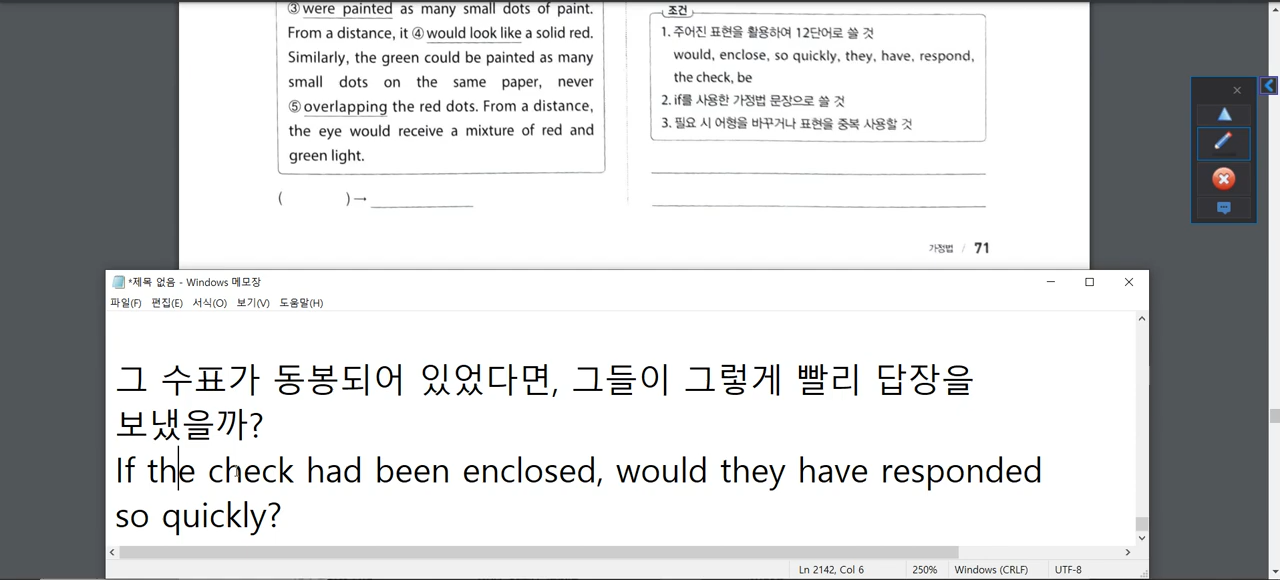 ③ were painted as many small dots of paint.
From a distance, it ④ would look like a solid red.
Similarly, the green could be painted as many
small dots on the same paper, never
⑤ overlapping the red dots. From a distance,
the eye would receive a mixture of red and
green light.
( ) → 
조건
1. 주어진 표현을 활용하여 12단어로 쓸 것
would, enclose, so quickly, they, have, respond,
the check, be
2. if를 사용한 가정법 문장으로 쓸 것
3. 필요 시 어형을 바꾸거나 표현을 중복 사용할 것
가정법 / 71
*제목 없음 - Windows 메모장
파일(F) 편집(E) 서식(O) 보기(V) 도움말(H)
그 수표가 동봉되어 있었다면, 그들이 그렇게 빨리 답장을
보냈을까?
If the check had been enclosed, would they have responded
so quickly?
Ln 2142, Col 6 250% Windows (CRLF) UTF-8